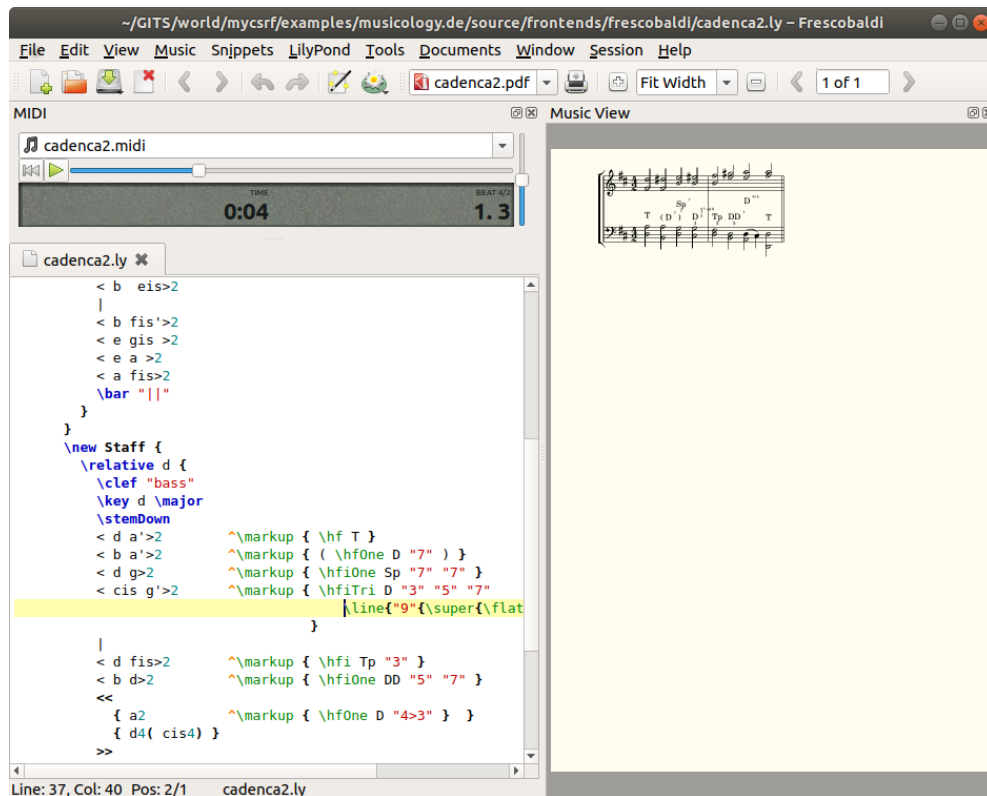 ~/GITS/world/mycsrf/examples/musicology.de/source/frontends/frescobaldi/cadenca2.ly – Frescobaldi
File Edit View Music Snippets LilyPond Tools Documents Window Session Help
cadenca2.pdf Fit Width 1 of 1
MIDI
cadenca2.midi
TIME BEAT 4/2
0:04 1. 3
cadenca2.ly
< b eis>2
|
< b fis'>2
< e gis >2
< e a >2
< a fis>2
\bar "||"
}
}
\new Staff {
\relative d {
\clef "bass"
\key d \major
\stemDown
< d a'>2 ^\markup { \hf T }
< b a'>2 ^\markup { ( \hfOne D "7" ) }
< d g>2 ^\markup { \hfiOne Sp "7" "7" }
< cis g'>2 ^\markup { \hfiTri D "3" "5" "7"
\line{"9"{\super{\flat
}
|
< d fis>2 ^\markup { \hfi Tp "3" }
< b d>2 ^\markup { \hfiOne DD "5" "7" }
<<
{ a2 ^\markup { \hfOne D "4>3" } }
{ d4( cis4) }
>>
Line: 37, Col: 40 Pos: 2/1 cadenca2.ly
Music View
Sp D
T (D ) D Tp DD T